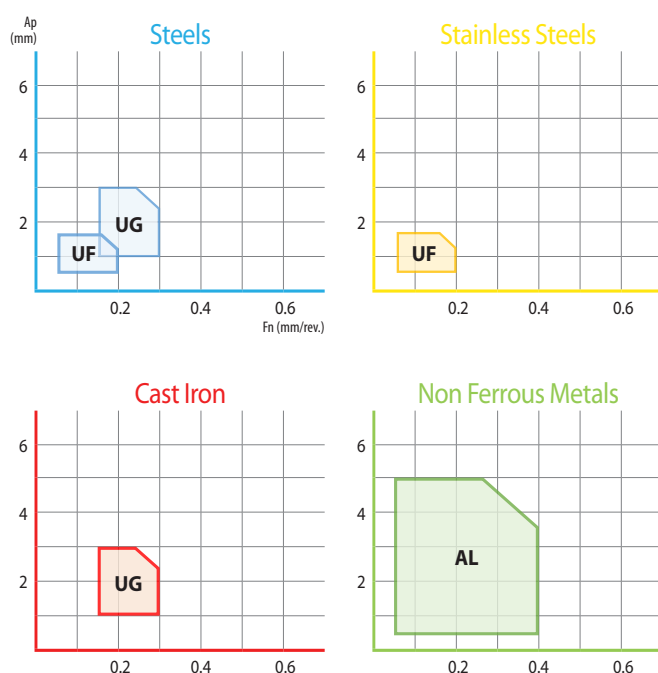 Ap
(mm)
Steels
6
4
2
UG
UF
0.2 0.4 0.6
Fn (mm/rev.)
Stainless Steels
6
4
2
UF
0.2 0.4 0.6
Cast Iron
6
4
2
UG
0.2 0.4 0.6
Non Ferrous Metals
6
4
2
AL
0.2 0.4 0.6